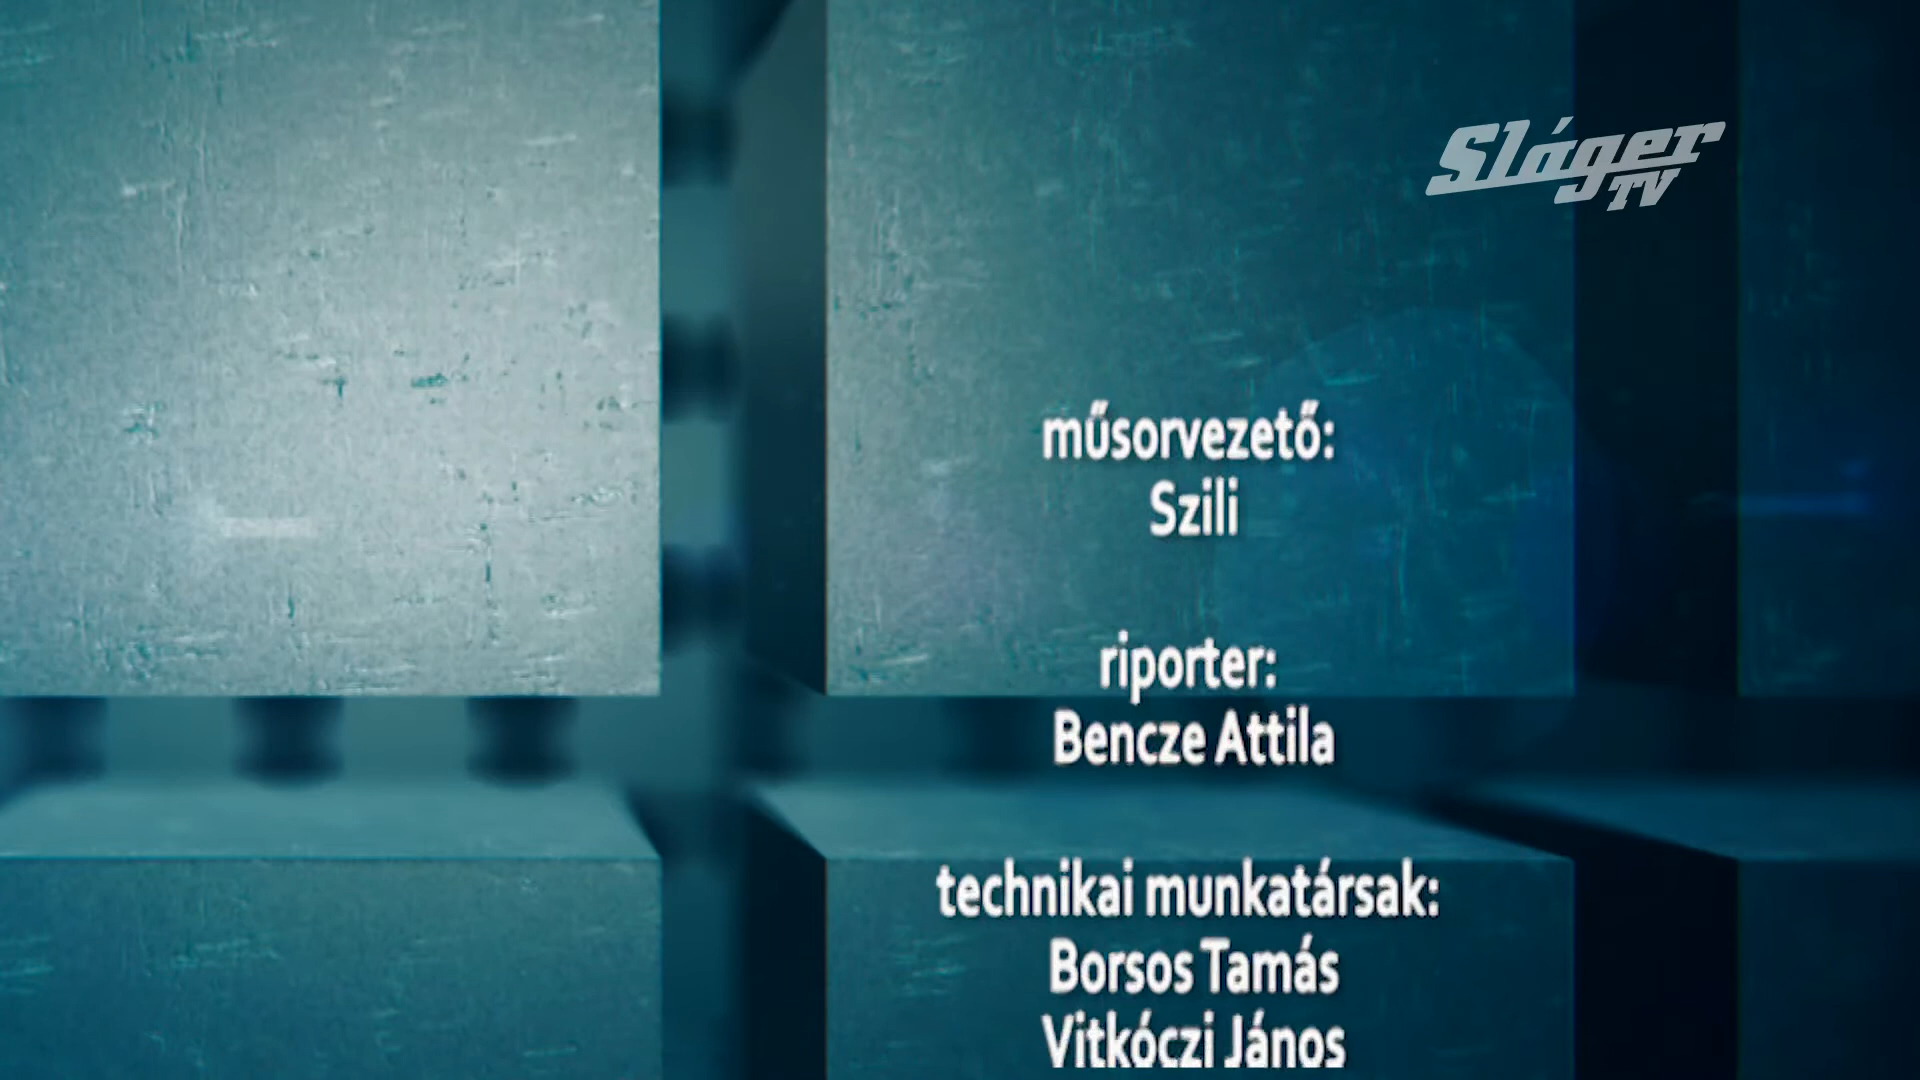 Sláger
TV
műsorvezető:
Szili
riporter:
Bencze Attila
technikai munkatársak:
Borsos Tamás
Vitkóczi János